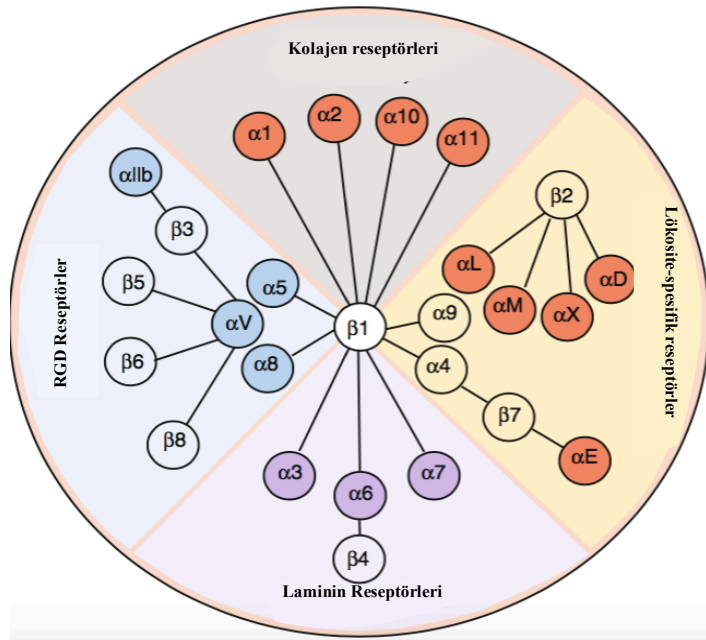 Kolajen reseptörleri
α1
α2
α10
α11
αIIb
β3
β5
αV
β6
β8
α5
α8
β1
β2
αL
αM
αX
αD
α9
α4
β7
αE
α3
α6
α7
β4
RGD Reseptörler
Lökosite-spesifik reseptörler
Laminin Reseptörleri